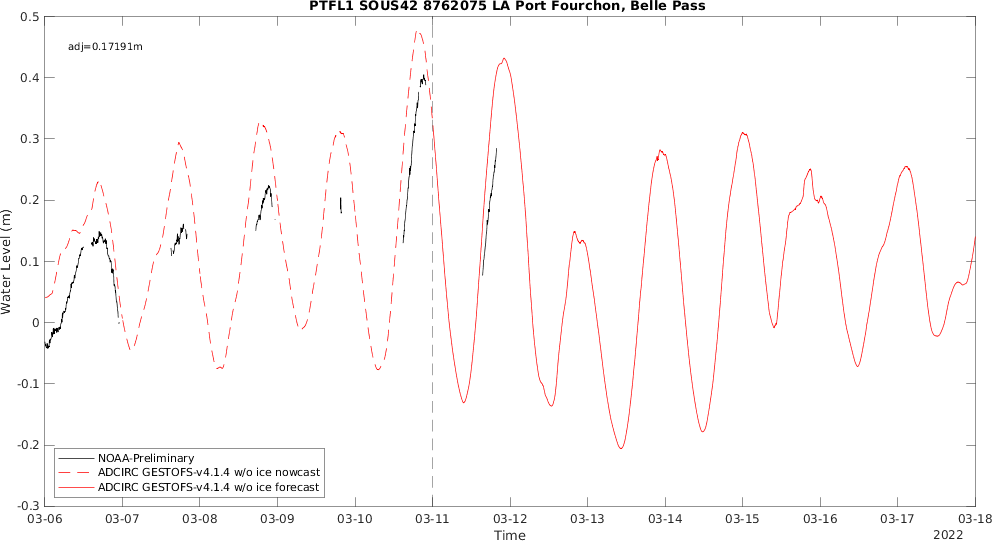 PTFL1 SOUS42 8762075 LA Port Fourchon, Belle Pass
adj=0.17191m
0.5
0.4
0.3
0.2
0.1
0
-0.1
-0.2
-0.3
Water Level (m)
NOAA-Preliminary
ADCIRC GESTOFS-v4.1.4 w/o ice nowcast
ADCIRC GESTOFS-v4.1.4 w/o ice forecast
03-06 03-07 03-08 03-09 03-10 03-11 03-12 03-13 03-14 03-15 03-16 03-17 03-18
Time
2022